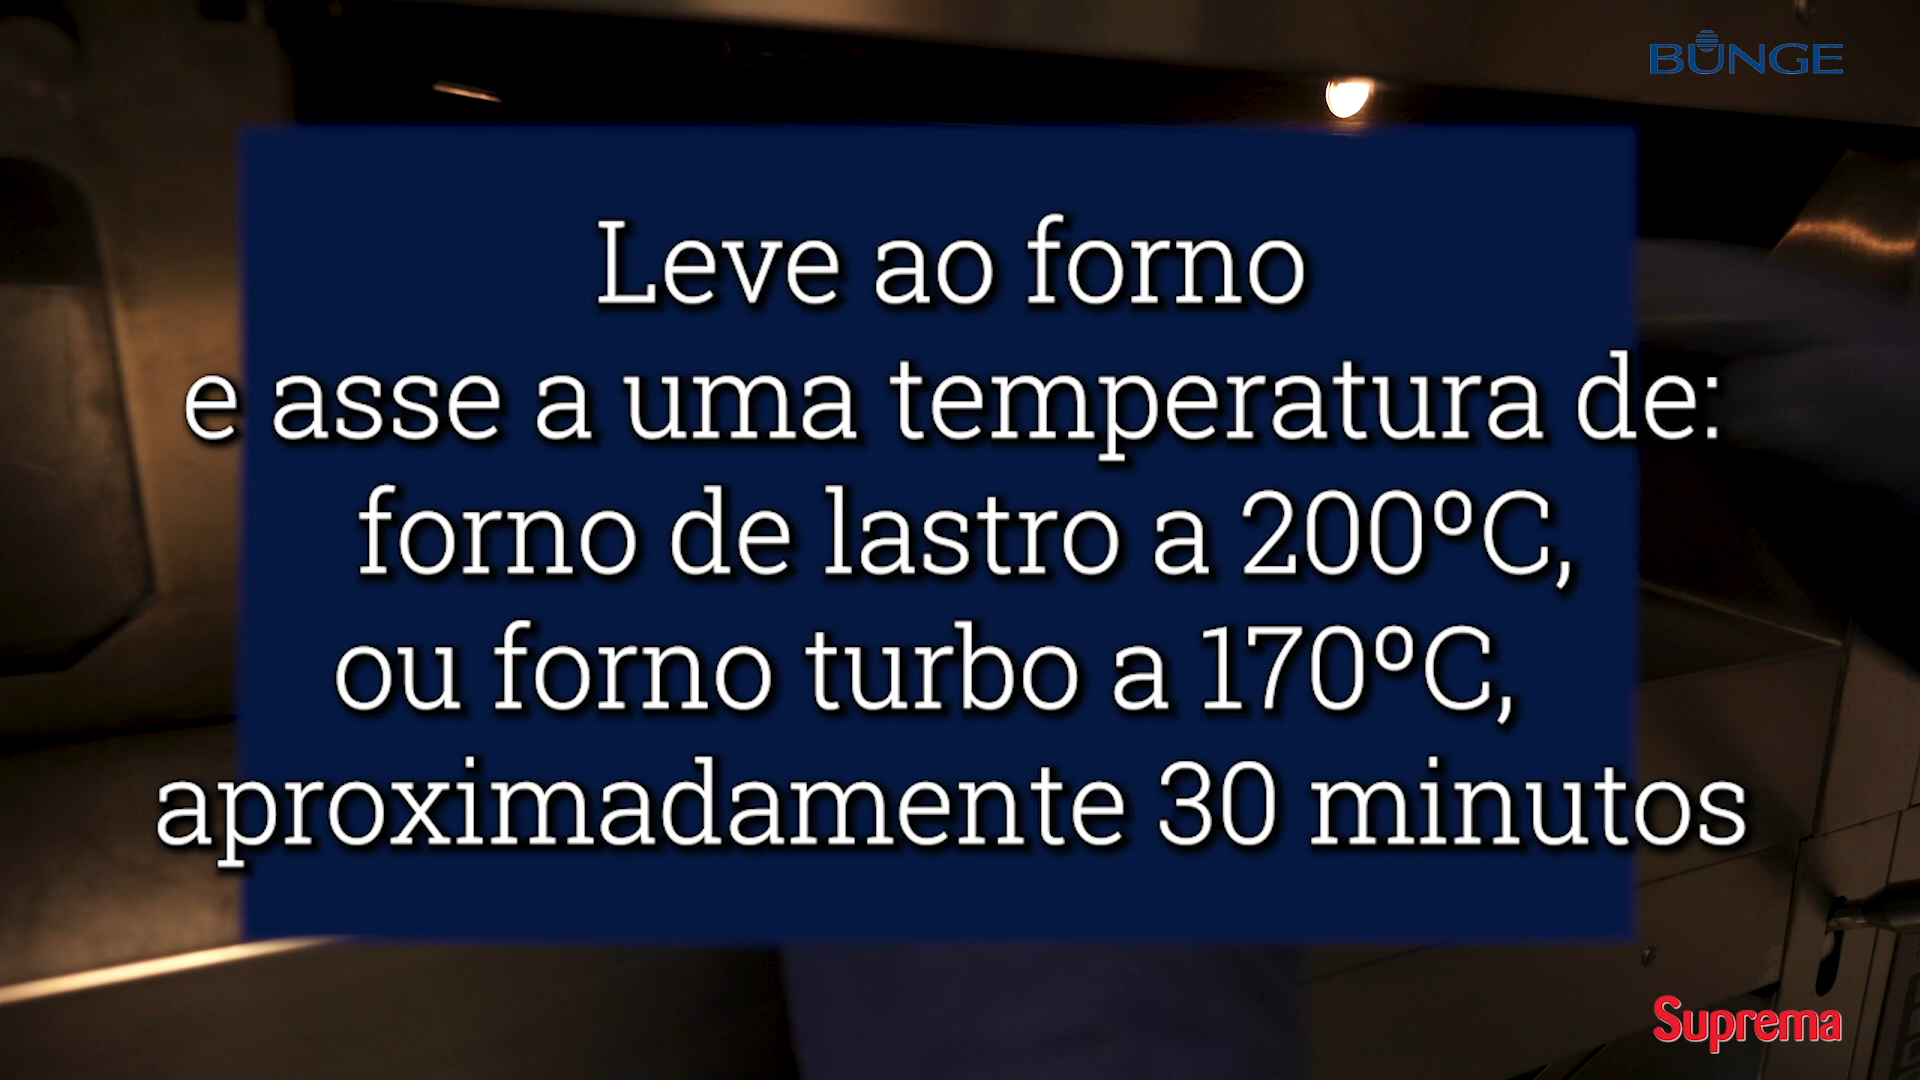 BUNGE
Leve ao forno
e asse a uma temperatura de:
forno de lastro a 200ºC,
ou forno turbo a 170ºC,
aproximadamente 30 minutos
Suprema